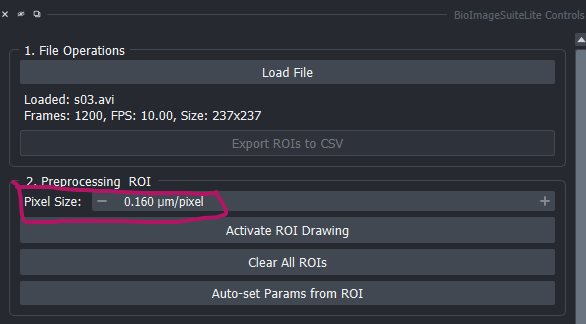 BioImageSuiteLite Controls
1. File Operations
Load File
Loaded: s03.avi
Frames: 1200, FPS: 10.00, Size: 237x237
Export ROIs to CSV
2. Preprocessing ROI
Pixel Size: − 0.160 µm/pixel +
Activate ROI Drawing
Clear All ROIs
Auto-set Params from ROI